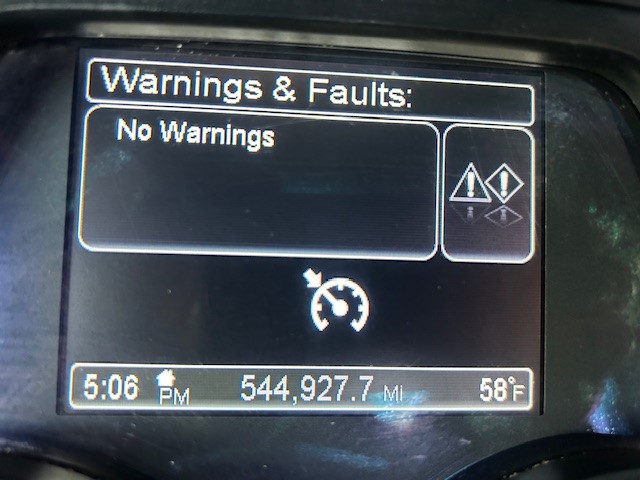 Warnings & Faults:
No Warnings
5:06 PM 544,927.7 Mi 58°F